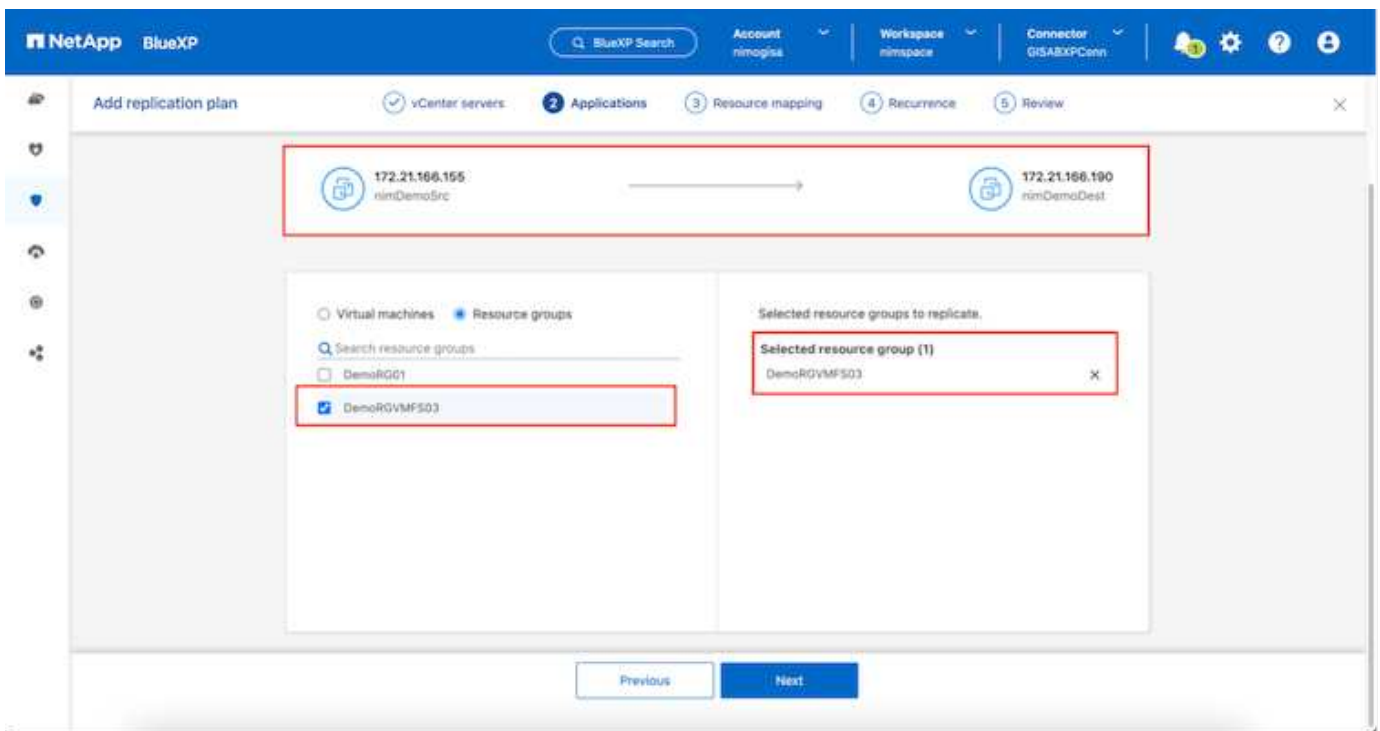 NetApp BlueXP BlueXP Search Account Workspace Connector
nimogisa nimspace GISABXPConn
1
Add replication plan vCenter servers 2 Applications 3 Resource mapping 4 Recurrence 5 Review
172.21.166.155 172.21.166.190
nimDemoSrc nimDemoDest
Virtual machines Resource groups Selected resource groups to replicate.
Search resource groups Selected resource group (1)
DemoRG01 DemoRGVMFS03
DemoRGVMFS03
Previous Next